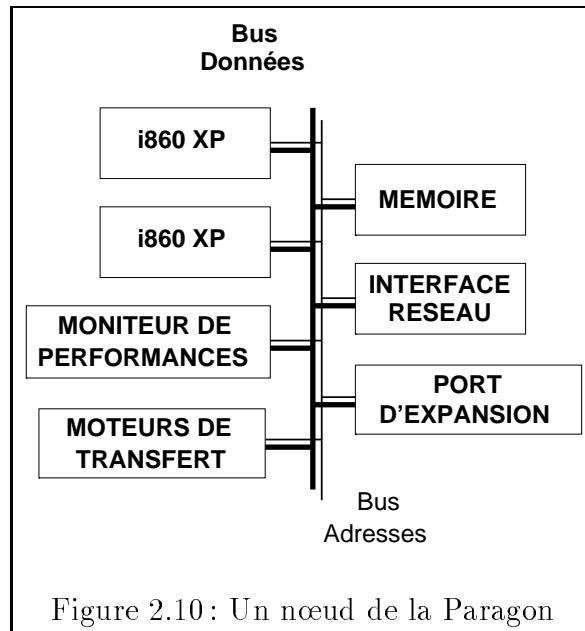 Bus
Données
i860 XP
MEMOIRE
i860 XP
INTERFACE
RESEAU
MONITEUR DE
PERFORMANCES
PORT
D'EXPANSION
MOTEURS DE
TRANSFERT
Bus
Adresses
Figure 2.10 : Un nœud de la Paragon